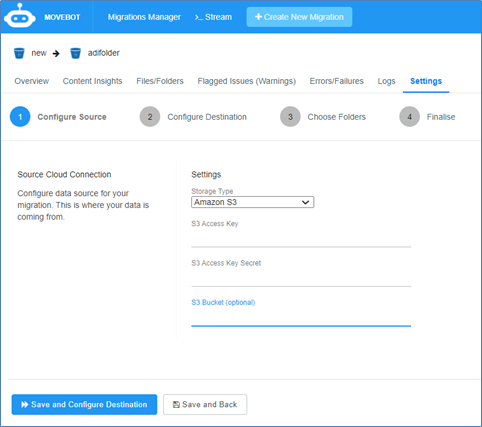 MOVEBOT Migrations Manager >_ Stream + Create New Migration
new → adifolder
Overview Content Insights Files/Folders Flagged Issues (Warnings) Errors/Failures Logs Settings
1 Configure Source 2 Configure Destination 3 Choose Folders 4 Finalise
Source Cloud Connection
Configure data source for your
migration. This is where your data is
coming from.
Settings
Storage Type
Amazon S3
S3 Access Key
S3 Access Key Secret
S3 Bucket (optional)
Save and Configure Destination Save and Back